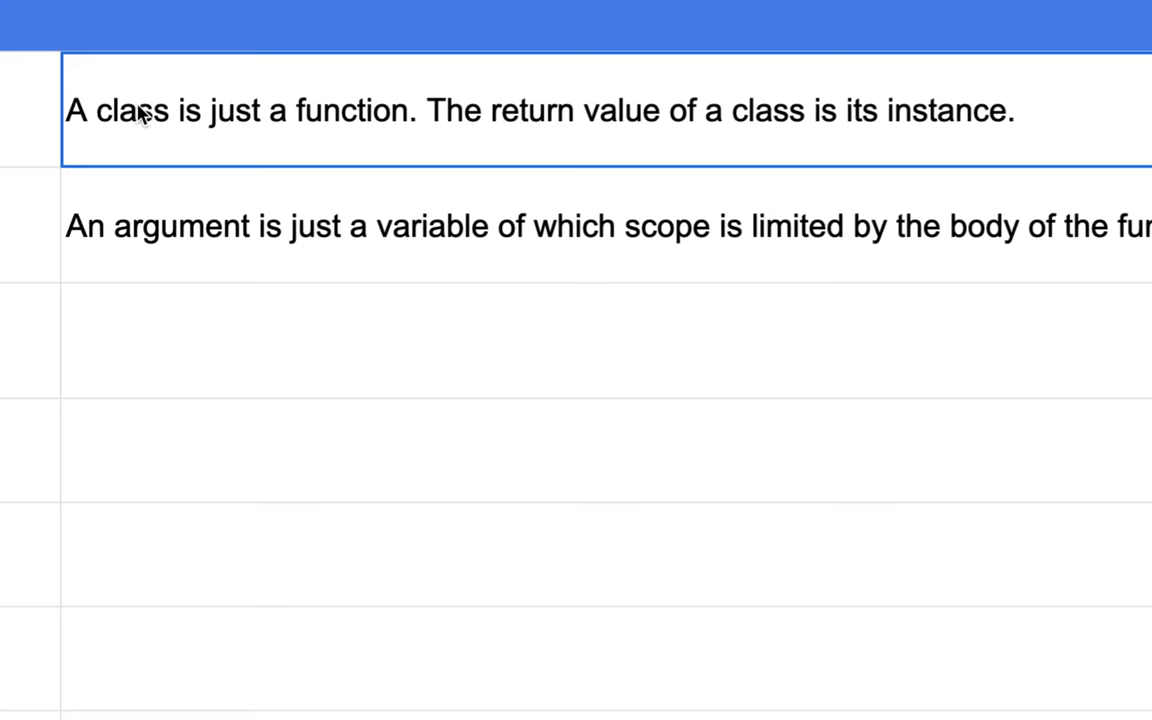 A class is just a function. The return value of a class is its instance.
An argument is just a variable of which scope is limited by the body of the